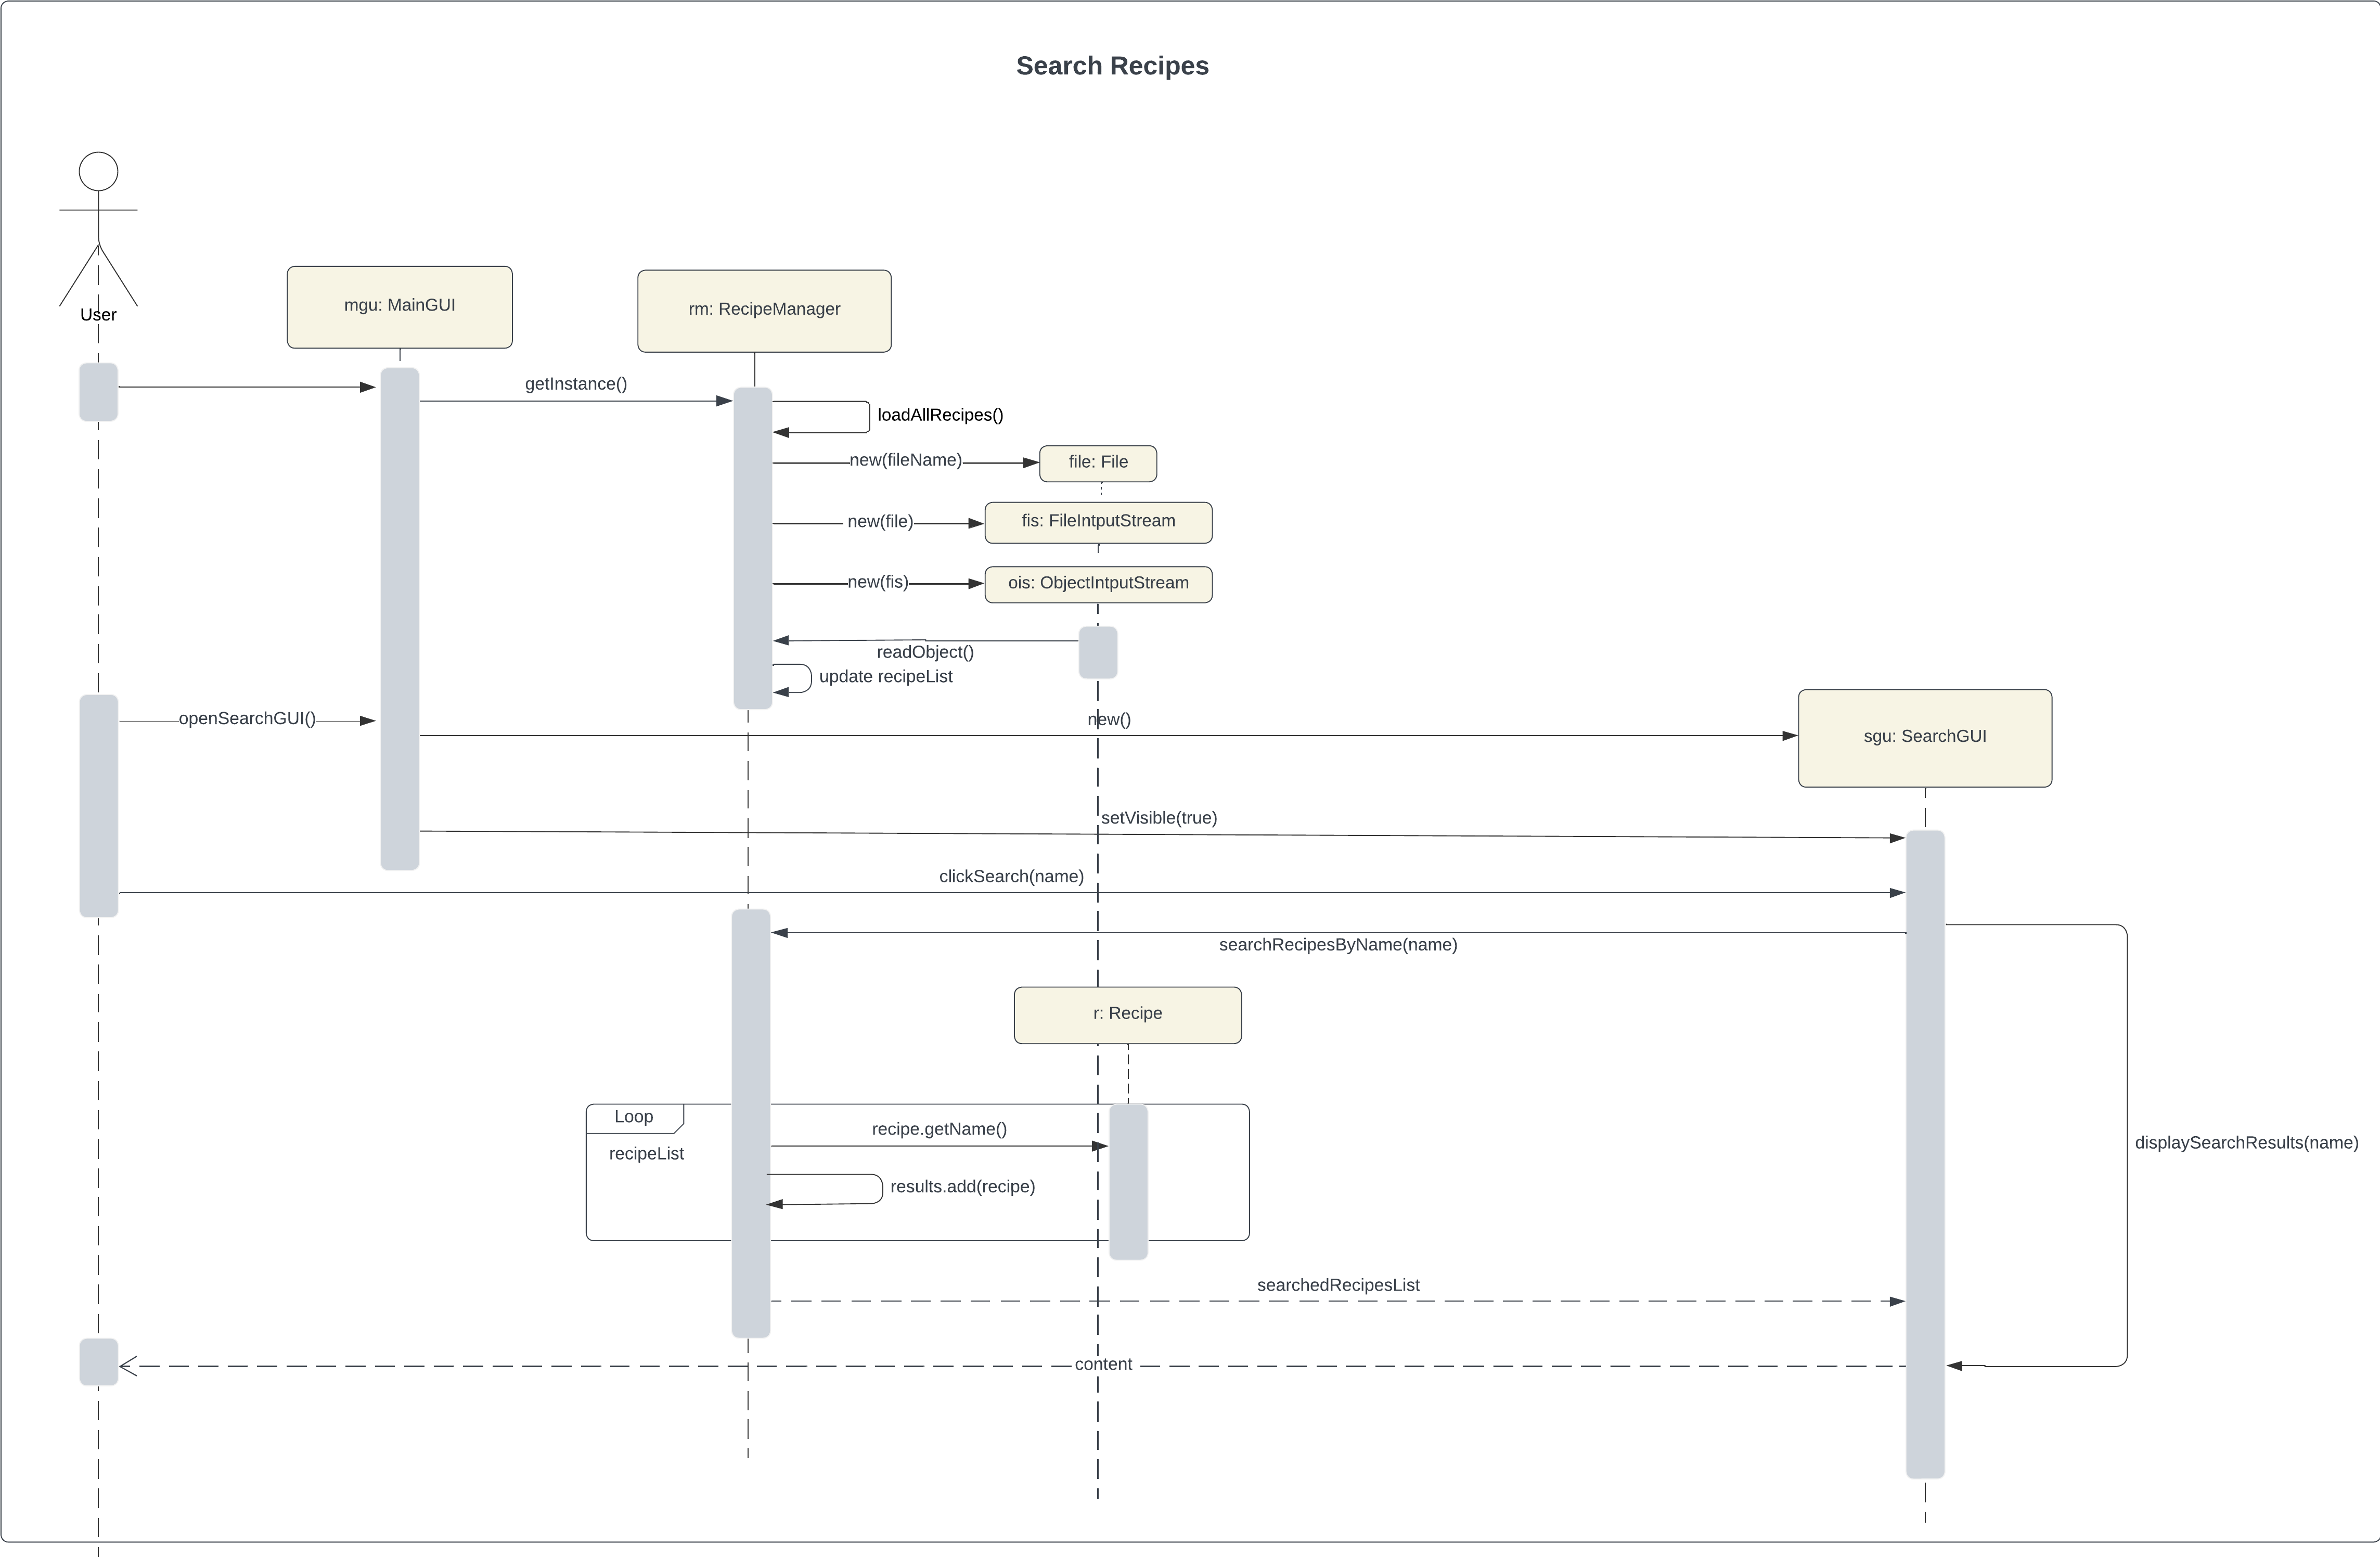 Search Recipes
User
mgu: MainGUI
rm: RecipeManager
getInstance()
loadAllRecipes()
new(fileName)
file: File
new(file)
fis: FileIntputStream
new(fis)
ois: ObjectIntputStream
readObject()
update recipeList
openSearchGUI()
new()
sgu: SearchGUI
setVisible(true)
clickSearch(name)
searchRecipesByName(name)
r: Recipe
Loop
recipe.getName()
recipeList
displaySearchResults(name)
results.add(recipe)
searchedRecipesList
content